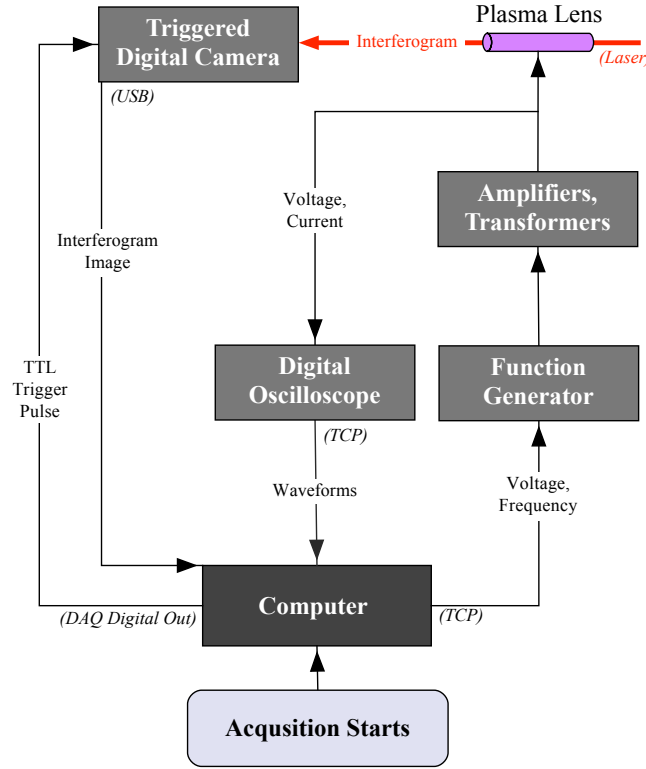 Plasma Lens
Triggered
Digital Camera
Interferogram
(Laser)
(USB)
Voltage,
Current
Amplifiers,
Transformers
Interferogram
Image
TTL
Trigger
Pulse
Digital
Oscilloscope
Function
Generator
(TCP)
Waveforms
Voltage,
Frequency
Computer
(DAQ Digital Out)
(TCP)
Acqusition Starts